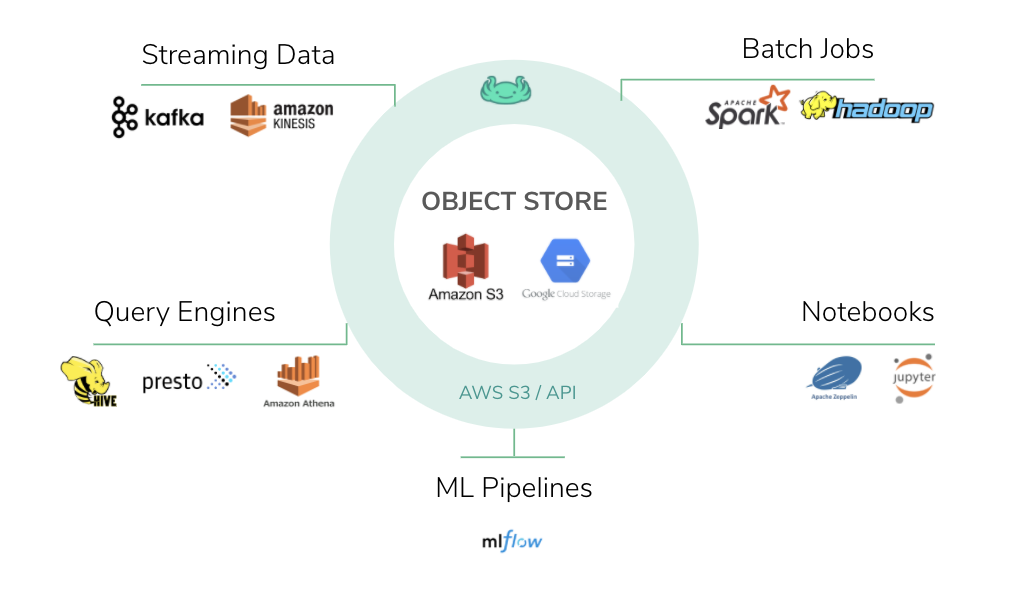 Streaming Data
kafka
amazon
KINESIS
Batch Jobs
APACHE
Spark™
hadoop
OBJECT STORE
Amazon S3
Google Cloud Storage
Query Engines
HIVE
presto
Amazon Athena
Notebooks
Apache Zeppelin
jupyter
AWS S3 / API
ML Pipelines
mlflow